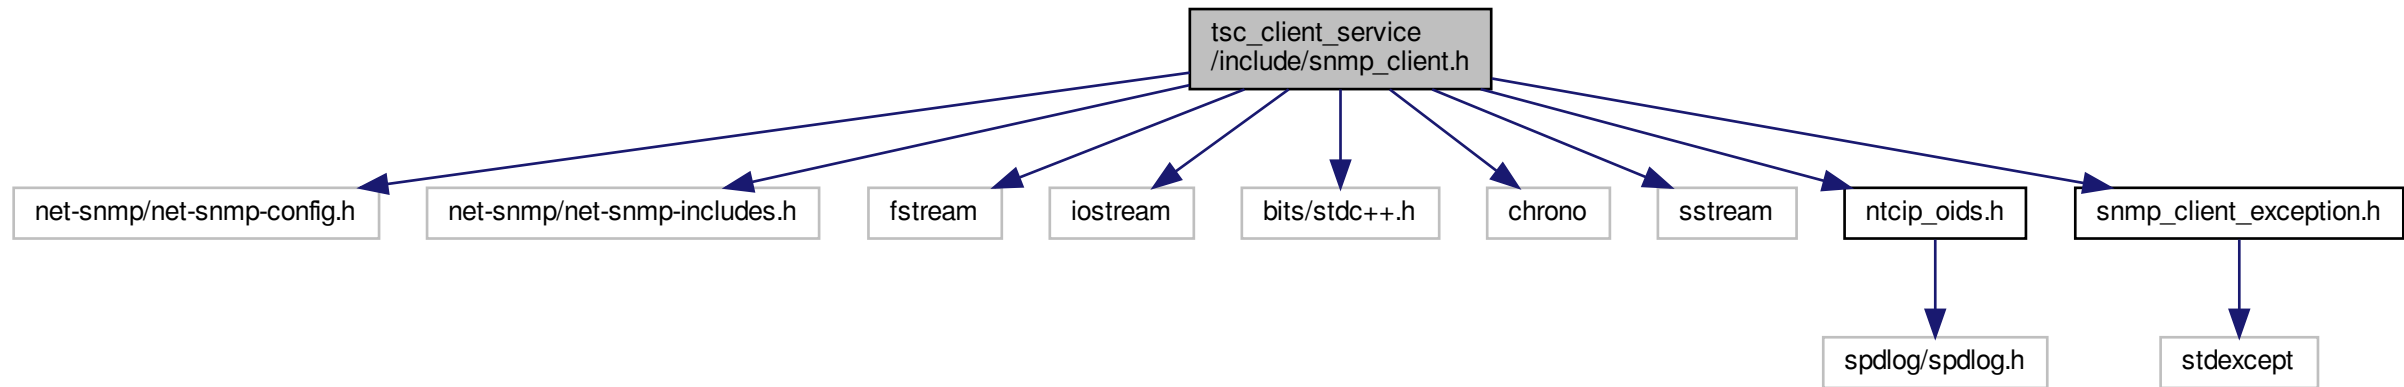 tsc_client_service
/include/snmp_client.h
net-snmp/net-snmp-config.h
net-snmp/net-snmp-includes.h
fstream
iostream
bits/stdc++.h
chrono
sstream
ntcip_oids.h
snmp_client_exception.h
spdlog/spdlog.h
stdexcept